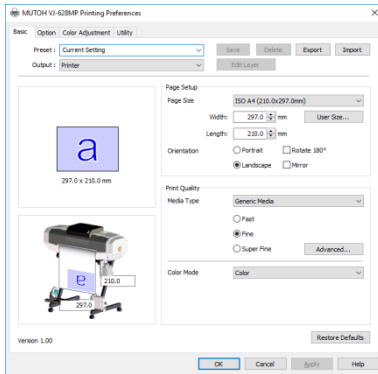 MUTOH VJ-628MP Printing Preferences
Basic Option Color Adjustment Utility
Preset : Current Setting Save Delete Export Import
Output : Printer Edit Layer
a
297.0 x 210.0 mm
a
210.0
297.0
Version 1.00
Page Setup
Page Size ISO A4 (210.0x297.0mm)
Width: 297.0 mm User Size...
Length: 210.0 mm
Orientation Portrait Rotate 180°
Landscape Mirror
Print Quality
Media Type Generic Media
Fast
Fine
Super Fine Advanced...
Color Mode Color
Restore Defaults
OK Cancel Apply Help